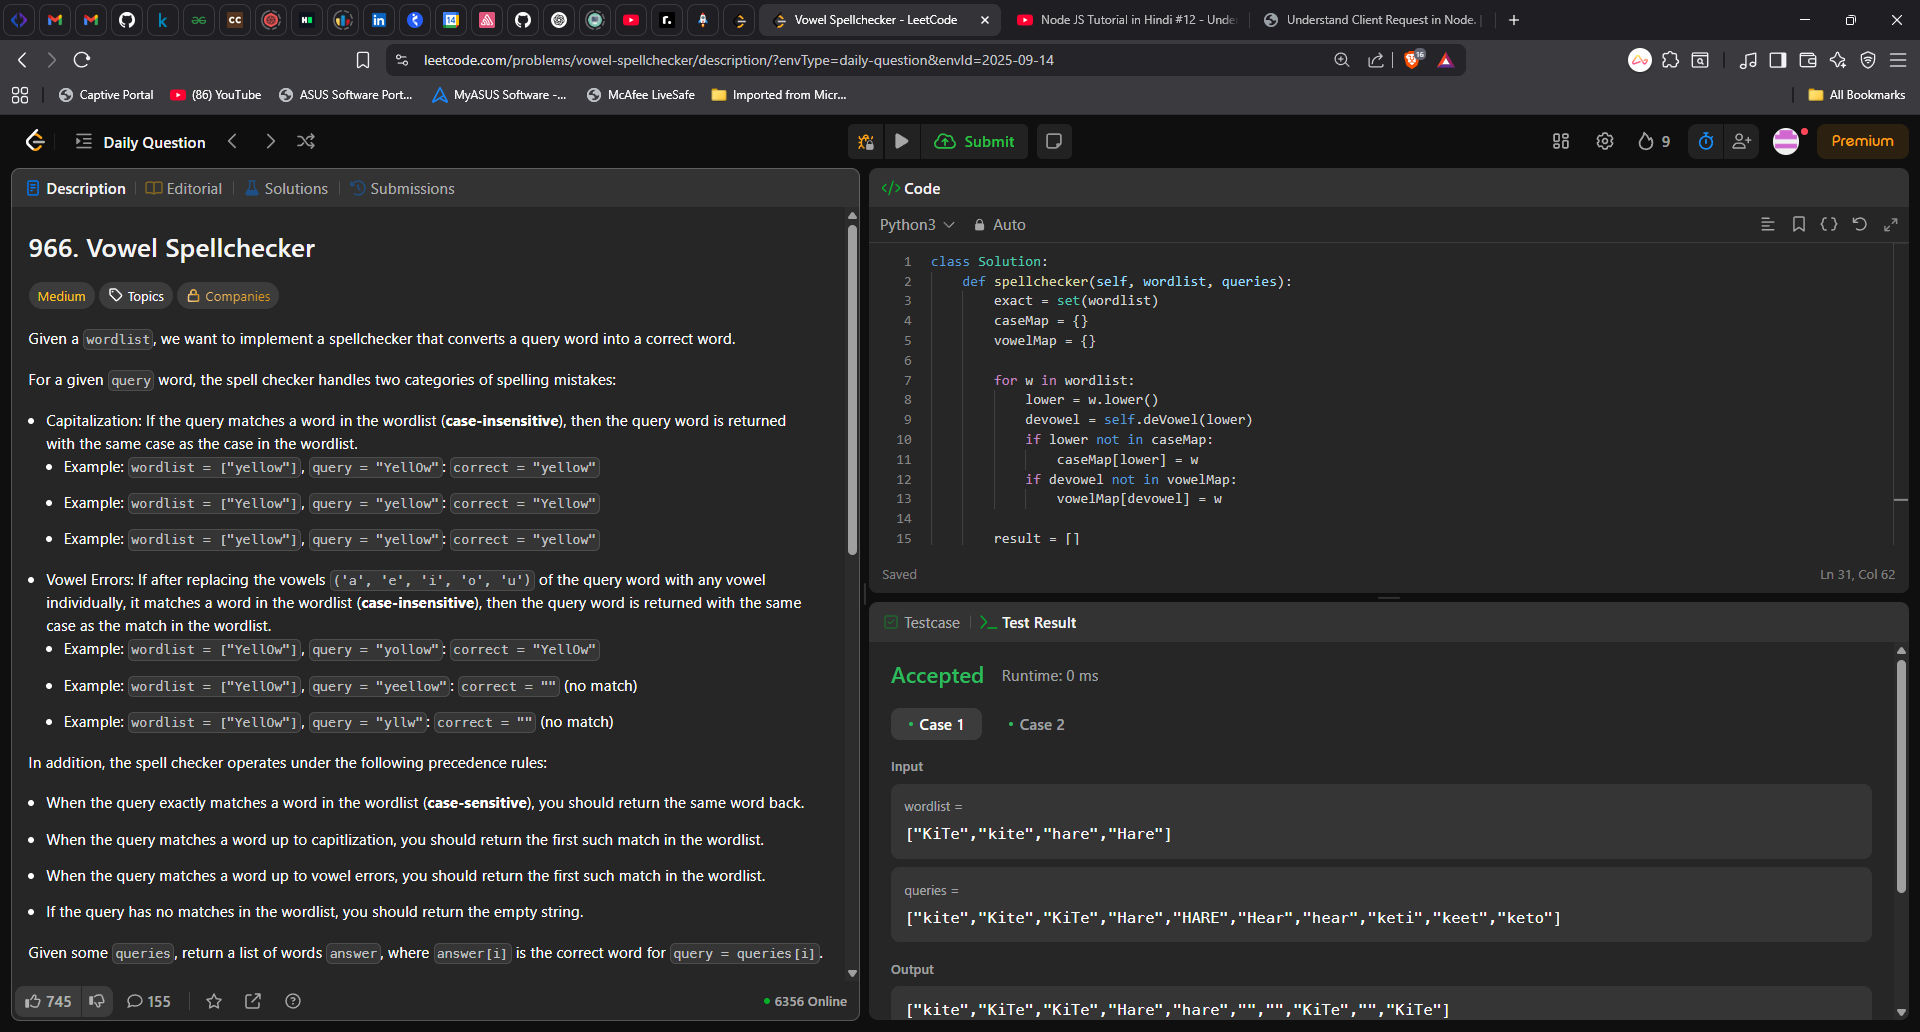 Vowel Spellchecker - LeetCode
Node JS Tutorial in Hindi #12 - Unde
Understand Client Request in Node.
leetcode.com/problems/vowel-spellchecker/description/?envType=daily-question&envId=2025-09-14
16
Captive Portal
(86) YouTube
ASUS Software Port...
MyASUS Software -...
McAfee LiveSafe
Imported from Micr...
All Bookmarks
Daily Question
Submit
9
Premium
Description
Editorial
Solutions
Submissions
966. Vowel Spellchecker
Medium
Topics
Companies
Given a wordlist, we want to implement a spellchecker that converts a query word into a correct word.
For a given query word, the spell checker handles two categories of spelling mistakes:
• Capitalization: If the query matches a word in the wordlist (case-insensitive), then the query word is returned
with the same case as the case in the wordlist.
• Example: wordlist = ["yellow"], query = "YellOw": correct = "yellow"
• Example: wordlist = ["Yellow"], query = "yellow": correct = "Yellow"
• Example: wordlist = ["yellow"], query = "yellow": correct = "yellow"
• Vowel Errors: If after replacing the vowels ('a', 'e', 'i', 'o', 'u') of the query word with any vowel
individually, it matches a word in the wordlist (case-insensitive), then the query word is returned with the same
case as the match in the wordlist.
• Example: wordlist = ["YellOw"], query = "yollow": correct = "YellOw"
• Example: wordlist = ["YellOw"], query = "yeellow": correct = "" (no match)
• Example: wordlist = ["YellOw"], query = "yllw": correct = "" (no match)
In addition, the spell checker operates under the following precedence rules:
• When the query exactly matches a word in the wordlist (case-sensitive), you should return the same word back.
• When the query matches a word up to capitlization, you should return the first such match in the wordlist.
• When the query matches a word up to vowel errors, you should return the first such match in the wordlist.
• If the query has no matches in the wordlist, you should return the empty string.
Given some queries, return a list of words answer, where answer[i] is the correct word for query = queries[i].
745
155
6356 Online
</> Code
Python3
Auto
1 class Solution:
2 def spellchecker(self, wordlist, queries):
3 exact = set(wordlist)
4 caseMap = {}
5 vowelMap = {}
6
7 for w in wordlist:
8 lower = w.lower()
9 devowel = self.deVowel(lower)
10 if lower not in caseMap:
11 caseMap[lower] = w
12 if devowel not in vowelMap:
13 vowelMap[devowel] = w
14
15 result = []
Saved
Ln 31, Col 62
Testcase
Test Result
Accepted
Runtime: 0 ms
Case 1
Case 2
Input
wordlist =
["KiTe","kite","hare","Hare"]
queries =
["kite","Kite","KiTe","Hare","HARE","Hear","hear","keti","keet","keto"]
Output
["kite","KiTe","KiTe","Hare","hare","","","KiTe","","KiTe"]